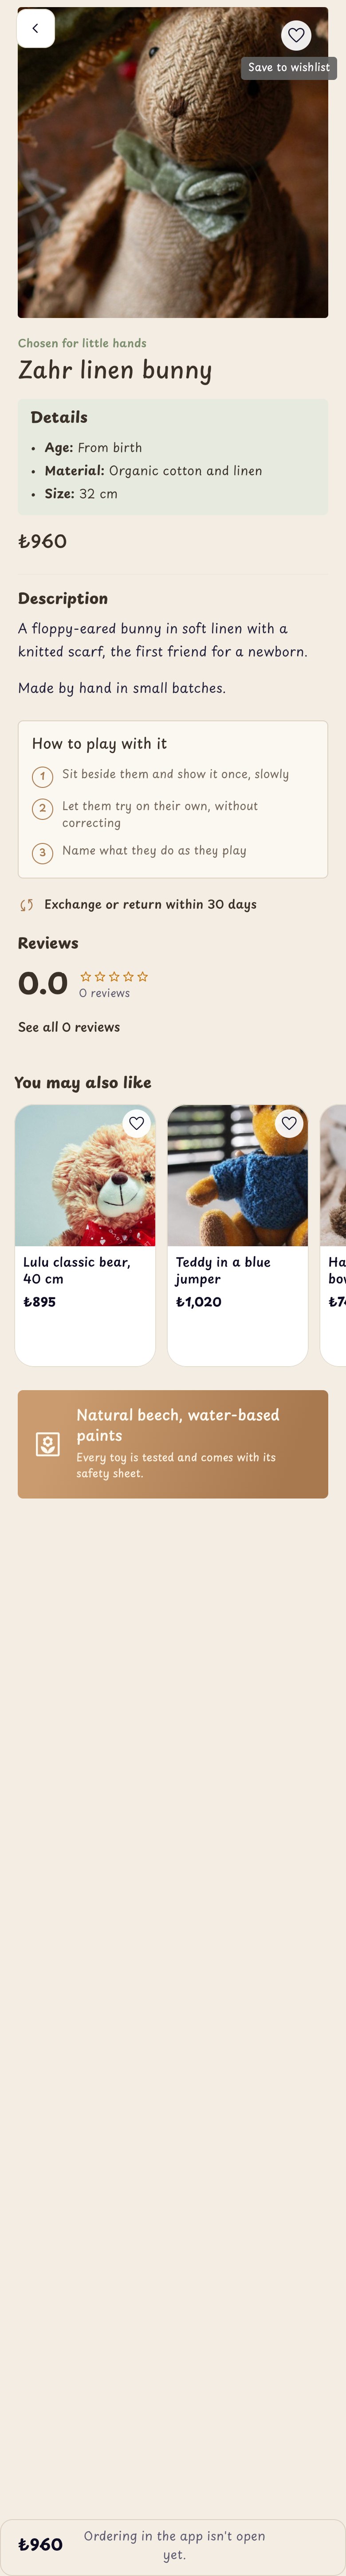 Save to wishlist
Chosen for little hands
Zahr linen bunny
Details
• Age: From birth
• Material: Organic cotton and linen
• Size: 32 cm
₺960
Description
A floppy-eared bunny in soft linen with a
knitted scarf, the first friend for a newborn.
Made by hand in small batches.
How to play with it
1 Sit beside them and show it once, slowly
2 Let them try on their own, without
correcting
3 Name what they do as they play
Exchange or return within 30 days
Reviews
0.0
0 reviews
See all 0 reviews
You may also like
Lulu classic bear,
40 cm
₺895
Teddy in a blue
jumper
₺1,020
Natural beech, water-based
paints
Every toy is tested and comes with its
safety sheet.
₺960
Ordering in the app isn't open
yet.